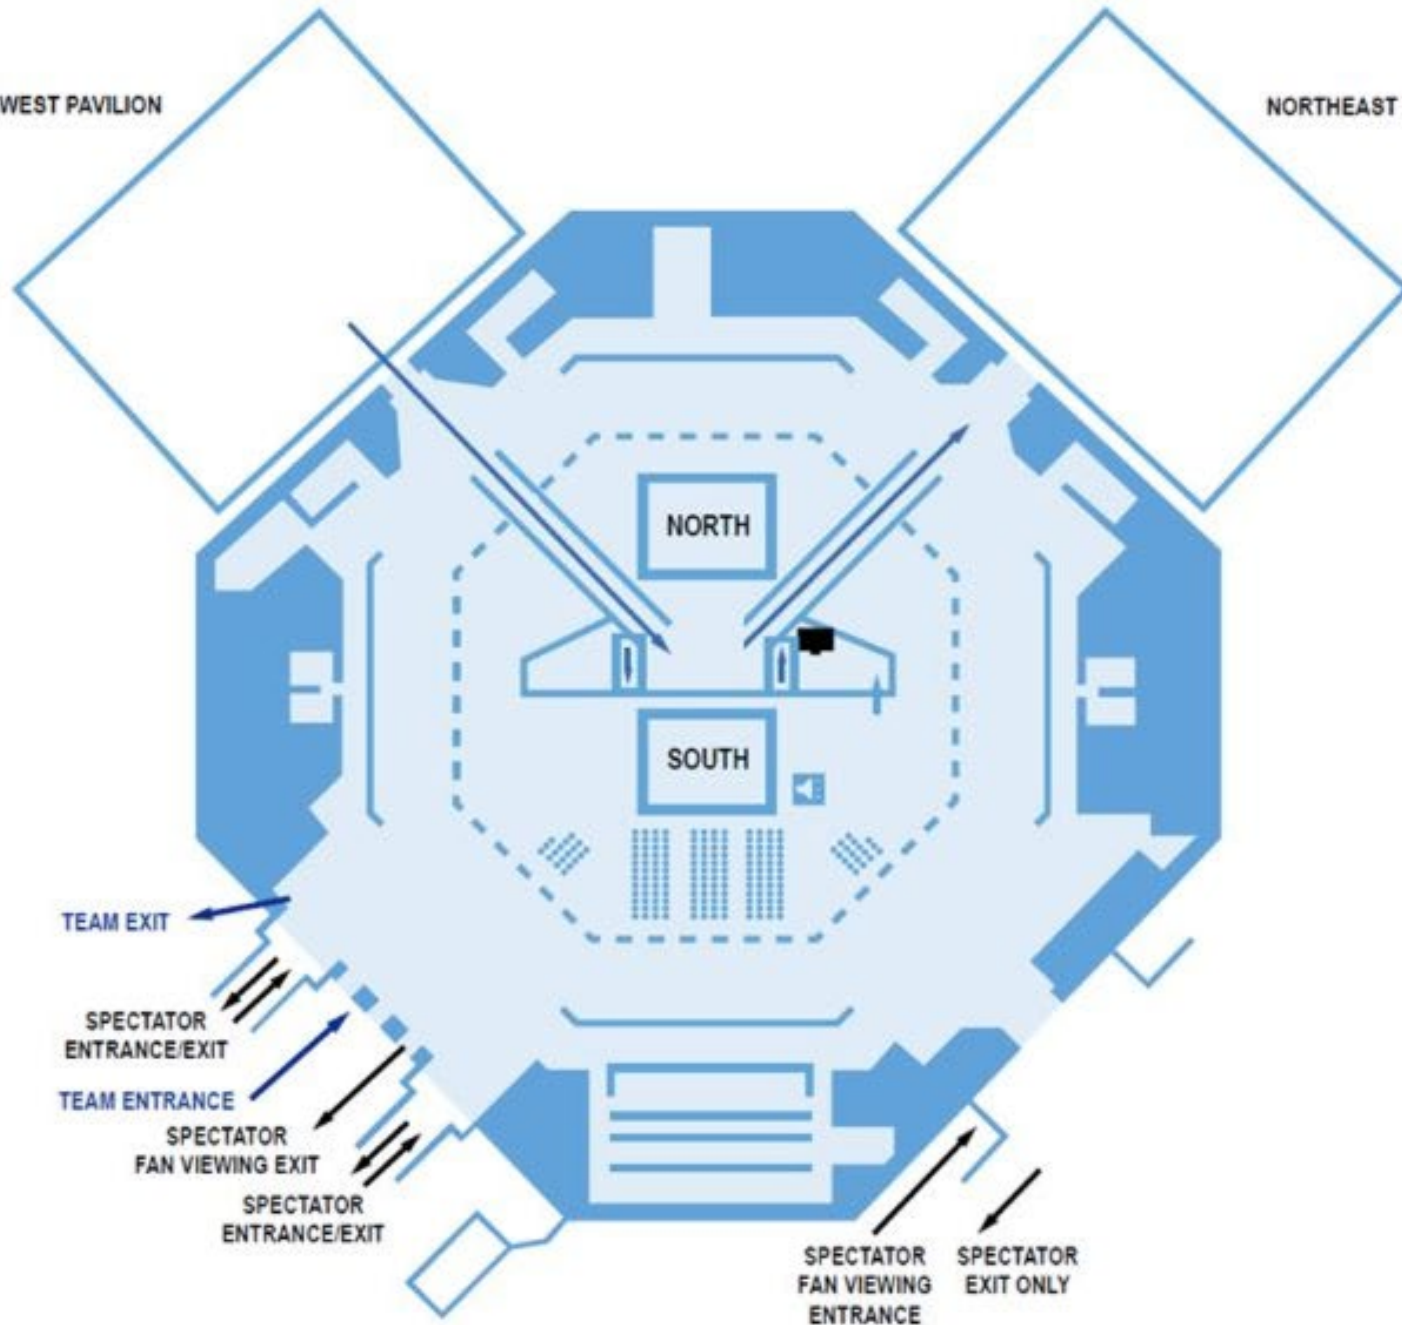 WEST PAVILION
NORTHEAST
NORTH
SOUTH
TEAM EXIT
SPECTATOR
ENTRANCE/EXIT
TEAM ENTRANCE
SPECTATOR
FAN VIEWING EXIT
SPECTATOR
ENTRANCE/EXIT
SPECTATOR
FAN VIEWING
ENTRANCE
SPECTATOR
EXIT ONLY